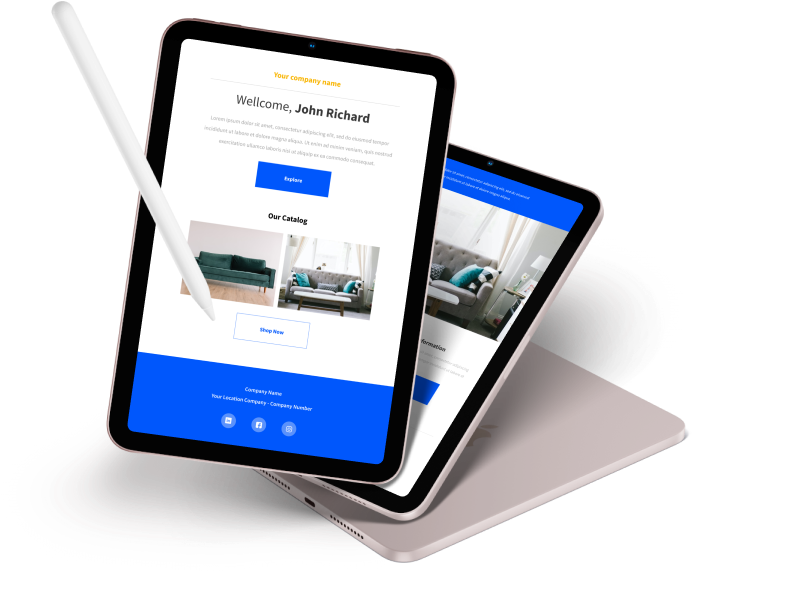 Your company name
Wellcome, John Richard
Lorem ipsum dolor sit amet, consectetur adipiscing elit, sed do eiusmod tempor
incididunt ut labore et dolore magna aliqua. Ut enim ad minim veniam, quis nostrud
exercitation ullamco laboris nisi ut aliquip ex ea commodo consequat.
Explore
Our Catalog
Shop Now
Company Name
Your Location Company - Company Number